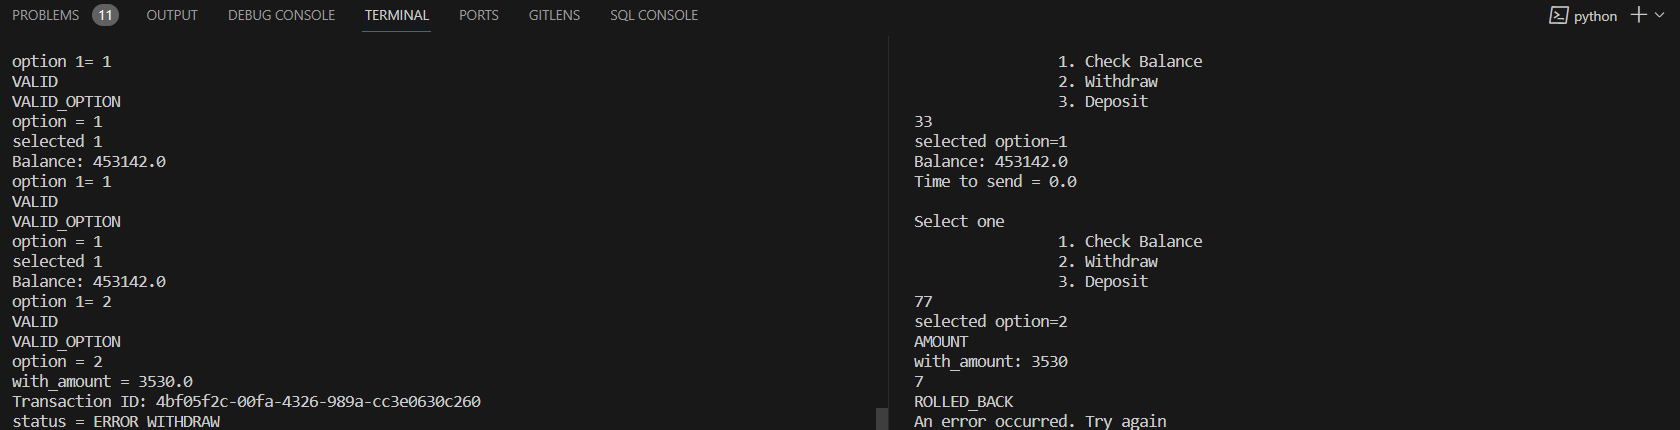 PROBLEMS 11 OUTPUT DEBUG CONSOLE TERMINAL PORTS GITLENS SQL CONSOLE python
option 1= 1
VALID
VALID_OPTION
option = 1
selected 1
Balance: 453142.0
option 1= 1
VALID
VALID_OPTION
option = 1
selected 1
Balance: 453142.0
option 1= 2
VALID
VALID_OPTION
option = 2
with_amount = 3530.0
Transaction ID: 4bf05f2c-00fa-4326-989a-cc3e0630c260
status = ERROR_WITHDRAW
1. Check Balance
2. Withdraw
3. Deposit
33
selected option=1
Balance: 453142.0
Time to send = 0.0
Select one
1. Check Balance
2. Withdraw
3. Deposit
77
selected option=2
AMOUNT
with_amount: 3530
7
ROLLED_BACK
An error occurred. Try again